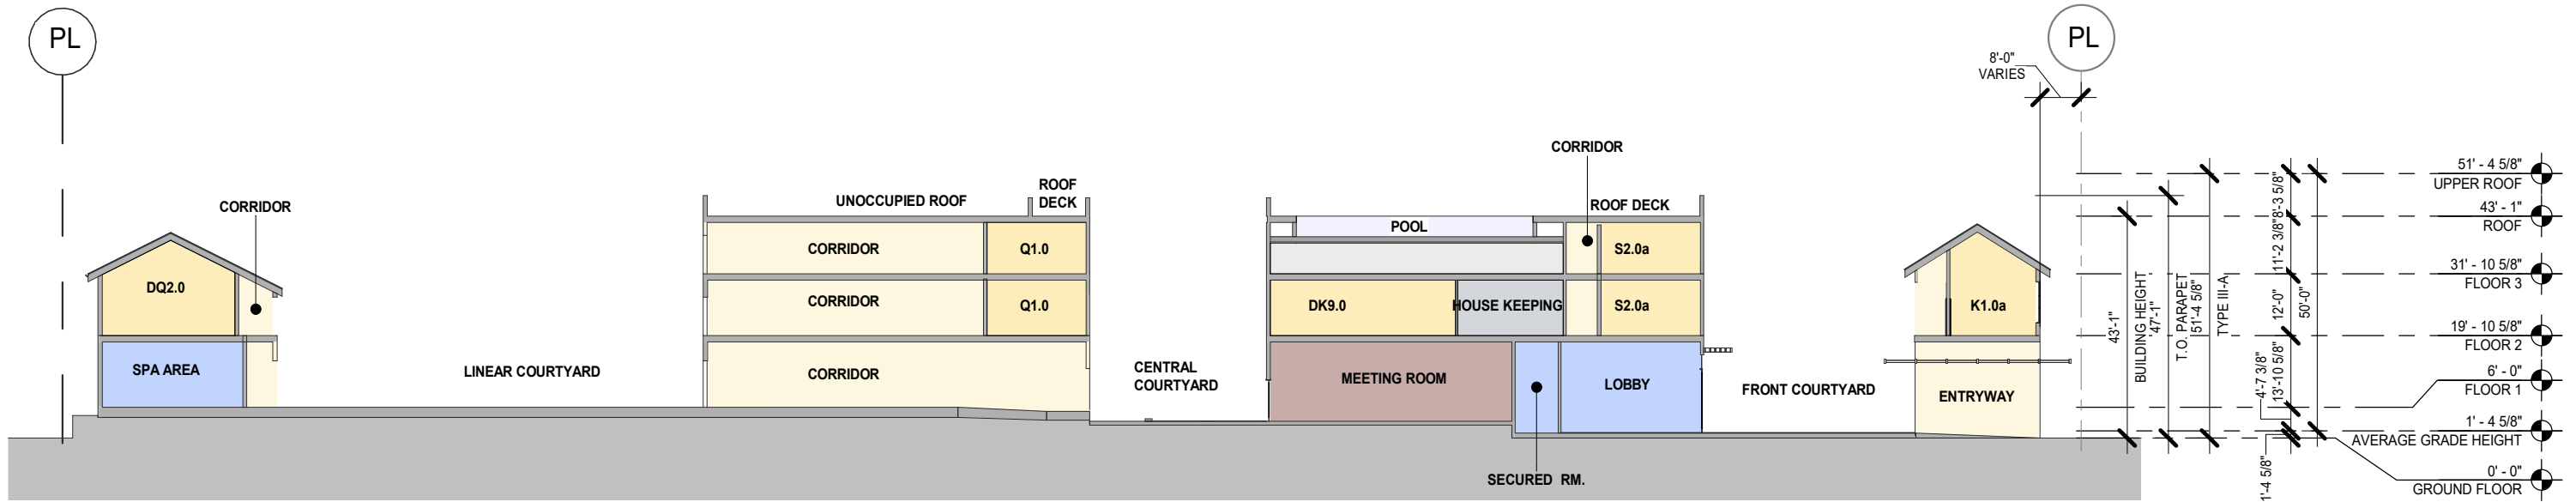 PL
PL
8'-0"
VARIES
CORRIDOR
UNOCCUPIED ROOF
ROOF
DECK
CORRIDOR
ROOF DECK
POOL
CORRIDOR
Q1.0
S2.0a
DQ2.0
CORRIDOR
Q1.0
DK9.0
HOUSE KEEPING
S2.0a
K1.0a
SPA AREA
LINEAR COURTYARD
CORRIDOR
CENTRAL
COURTYARD
MEETING ROOM
LOBBY
FRONT COURTYARD
ENTRYWAY
SECURED RM.
43'-1"
BUILDING HEIGHT
47'-1"
T.O. PARAPET
51'-4 5/8"
TYPE III-A
8'-3 5/8"
11'-2 3/8"
12'-0"
13'-10 5/8"
4'-7 3/8"
1'-4 5/8"
50'-0"
51' - 4 5/8"
UPPER ROOF
43' - 1"
ROOF
31' - 10 5/8"
FLOOR 3
19' - 10 5/8"
FLOOR 2
6' - 0"
FLOOR 1
1' - 4 5/8"
AVERAGE GRADE HEIGHT
0' - 0"
GROUND FLOOR